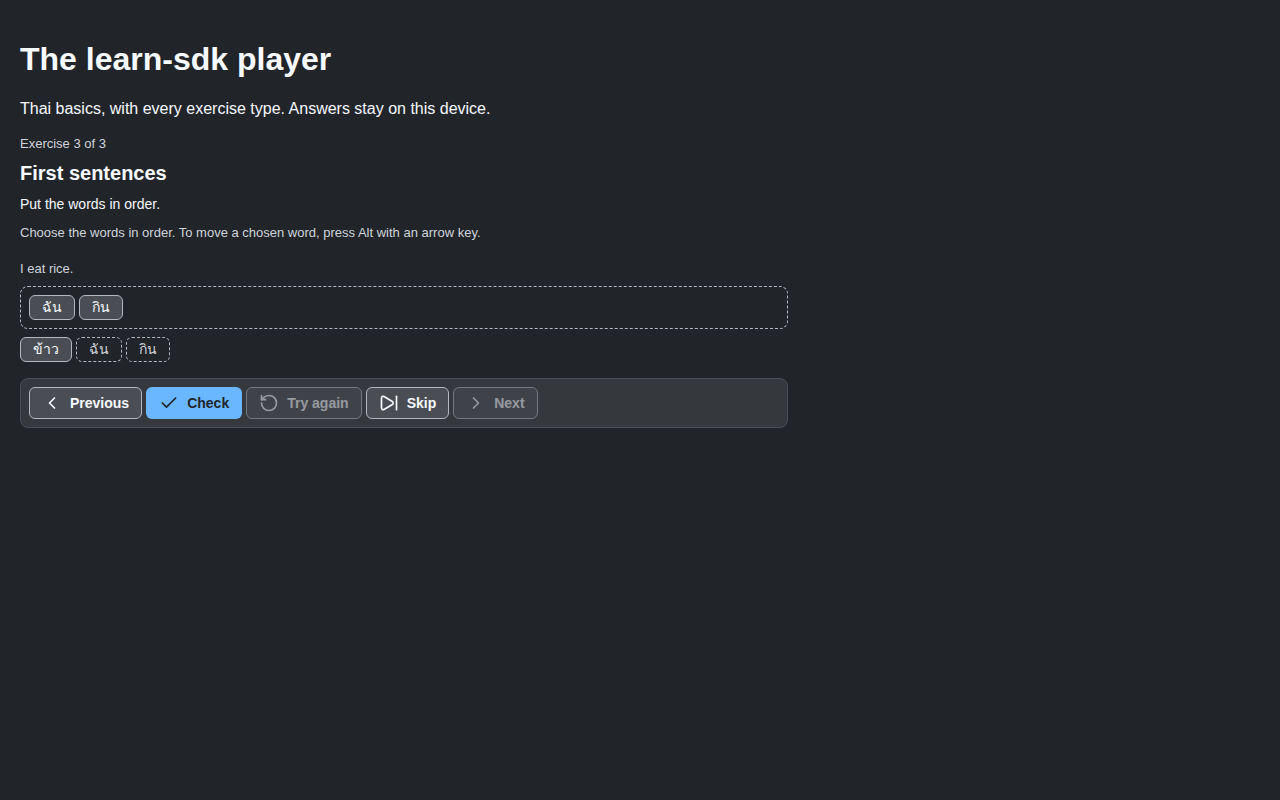 The learn-sdk player
Thai basics, with every exercise type. Answers stay on this device.
Exercise 3 of 3
First sentences
Put the words in order.
Choose the words in order. To move a chosen word, press Alt with an arrow key.
I eat rice.
ฉัน กิน
ข้าว ฉัน กิน
Previous Check Try again Skip Next